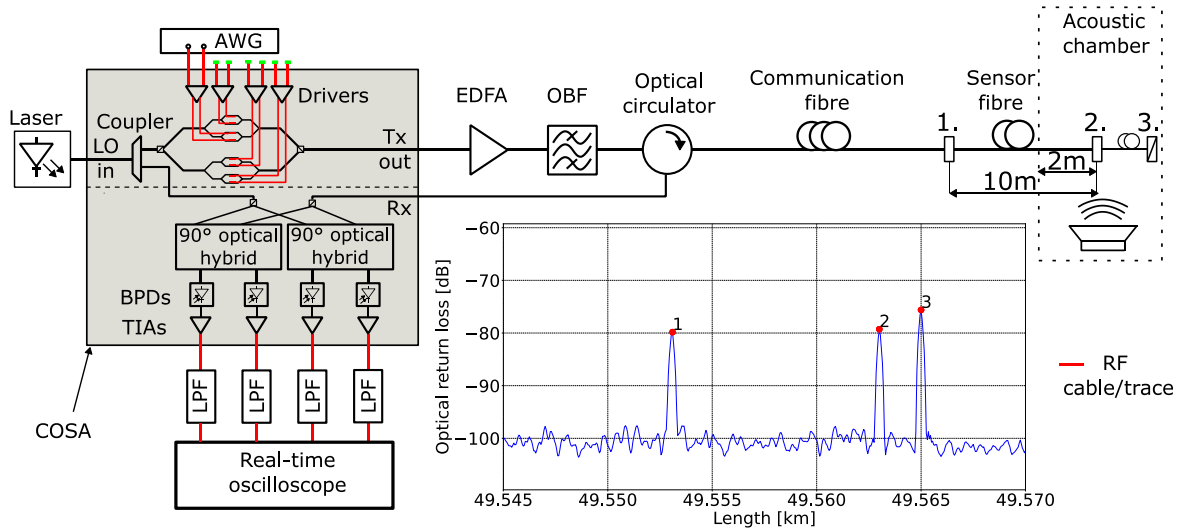 AWG
Drivers
Laser
Coupler
LO
in
Tx
out
Rx
90° optical
hybrid
90° optical
hybrid
BPDs
TIAs
LPF
LPF
LPF
LPF
COSA
Real-time
oscilloscope
EDFA
OBF
Optical
circulator
Communication
fibre
Sensor
fibre
Acoustic
chamber
1.
2.
3.
2m
10m
Optical return loss [dB]
−60
−70
−80
−90
−100
1
2
3
49.545
49.550
49.555
49.560
49.565
49.570
Length [km]
RF
cable/trace